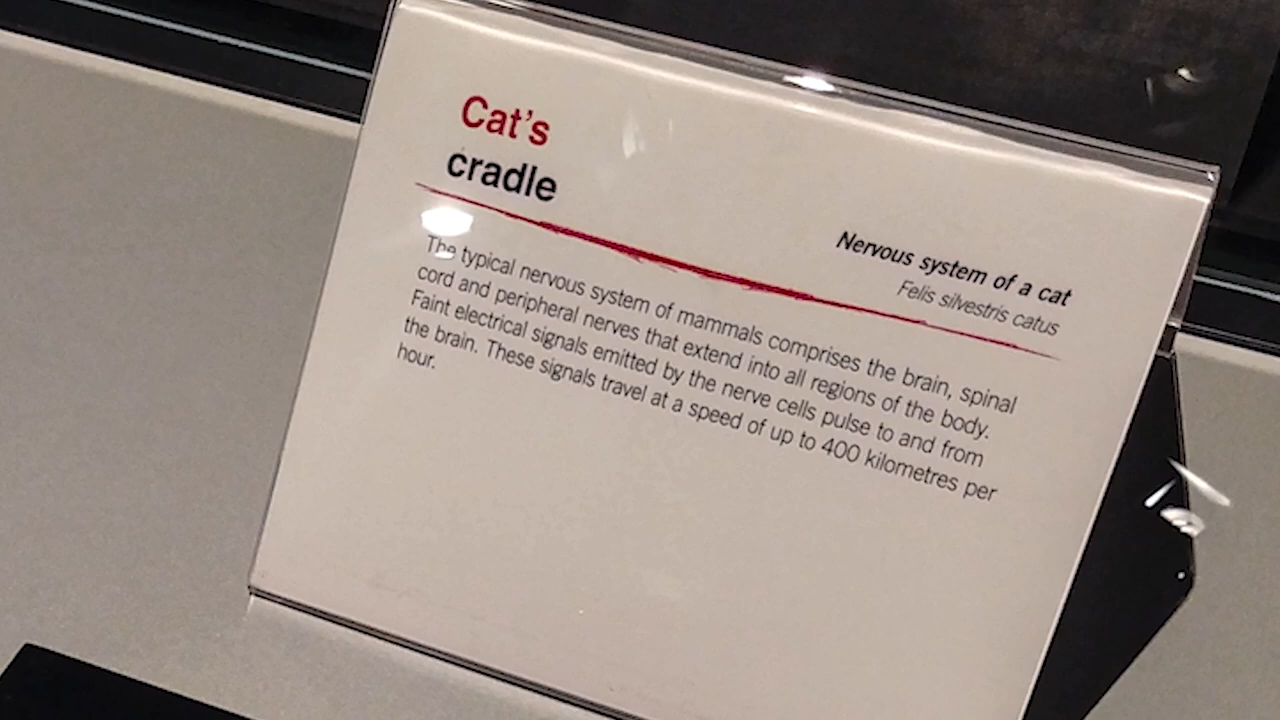 Cat's
cradle
Nervous system of a cat
Felis silvestris catus
The typical nervous system of mammals comprises the brain, spinal
cord and peripheral nerves that extend into all regions of the body.
Faint electrical signals emitted by the nerve cells pulse to and from
the brain. These signals travel at a speed of up to 400 kilometres per
hour.